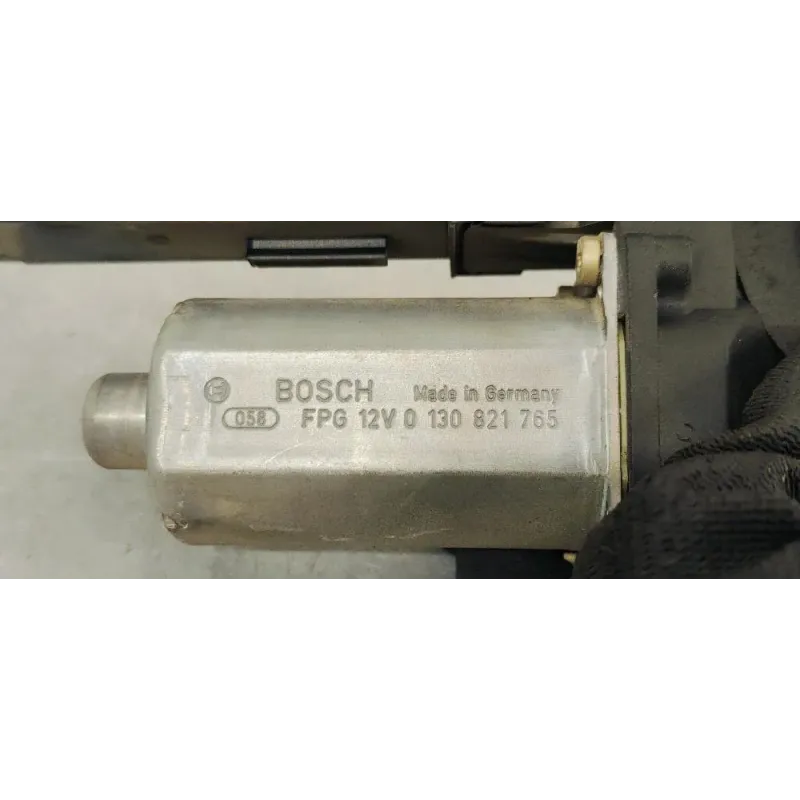 BOSCH Made in Germany
058 FPG 12V 0 130 821 765